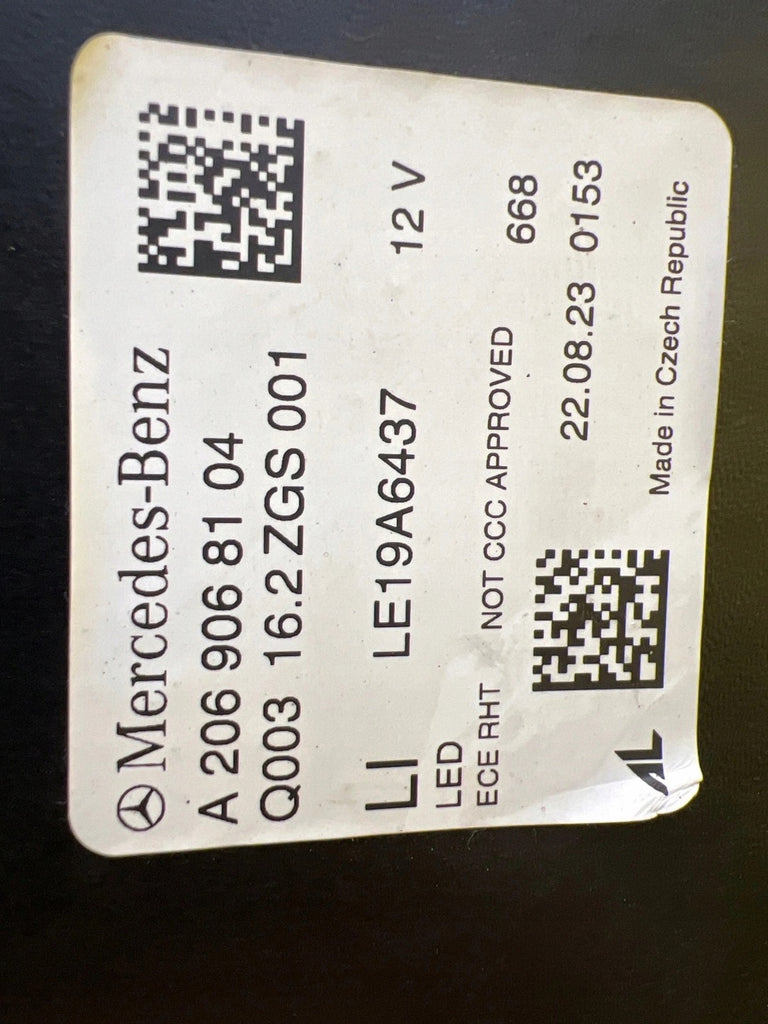 Mercedes-Benz
A 206 906 81 04
Q003 16.2 ZGS 001
LI LE19A6437 12 V
LED
ECE RHT NOT CCC APPROVED 668
22.08.23 0153
AL Made in Czech Republic